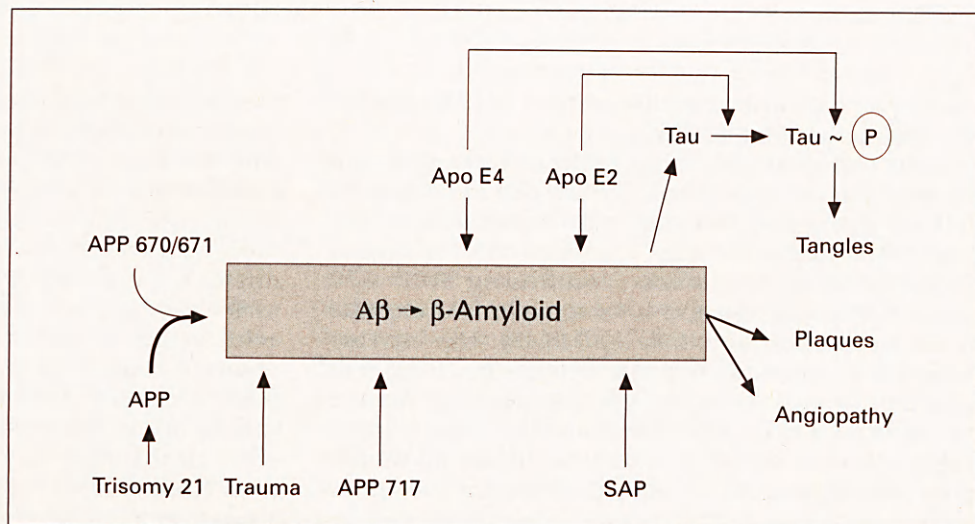 Tau
Tau ~ P
Apo E4
Apo E2
APP 670/671
Tangles
Aβ → β-Amyloid
Plaques
APP
Angiopathy
Trisomy 21
Trauma
APP 717
SAP